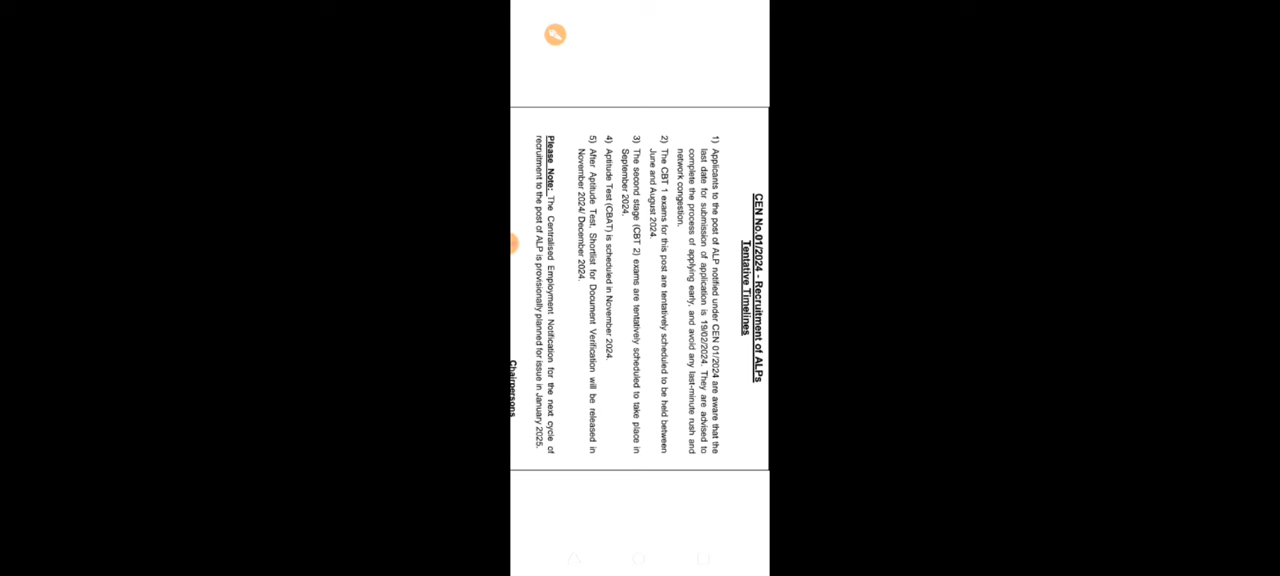 CEN No.01/2024 - Recruitment of ALPs
Tentative Timelines
1) Applicants to the post of ALP notified under CEN 01/2024 are aware that the
last date for submission of application is 19/02/2024. They are advised to
complete the process of applying early, and avoid any last-minute rush and
network congestion.
2) The CBT 1 exams for this post are tentatively scheduled to be held between
June and August 2024.
3) The second stage (CBT 2) exams are tentatively scheduled to take place in
September 2024.
4) Aptitude Test (CBAT) is scheduled in November 2024.
5) After Aptitude Test, Shortlist for Document Verification will be released in
November 2024/ December 2024.
Please Note: The Centralised Employment Notification for the next cycle of
recruitment to the post of ALP is provisionally planned for issue in January 2025.
Chairpersons